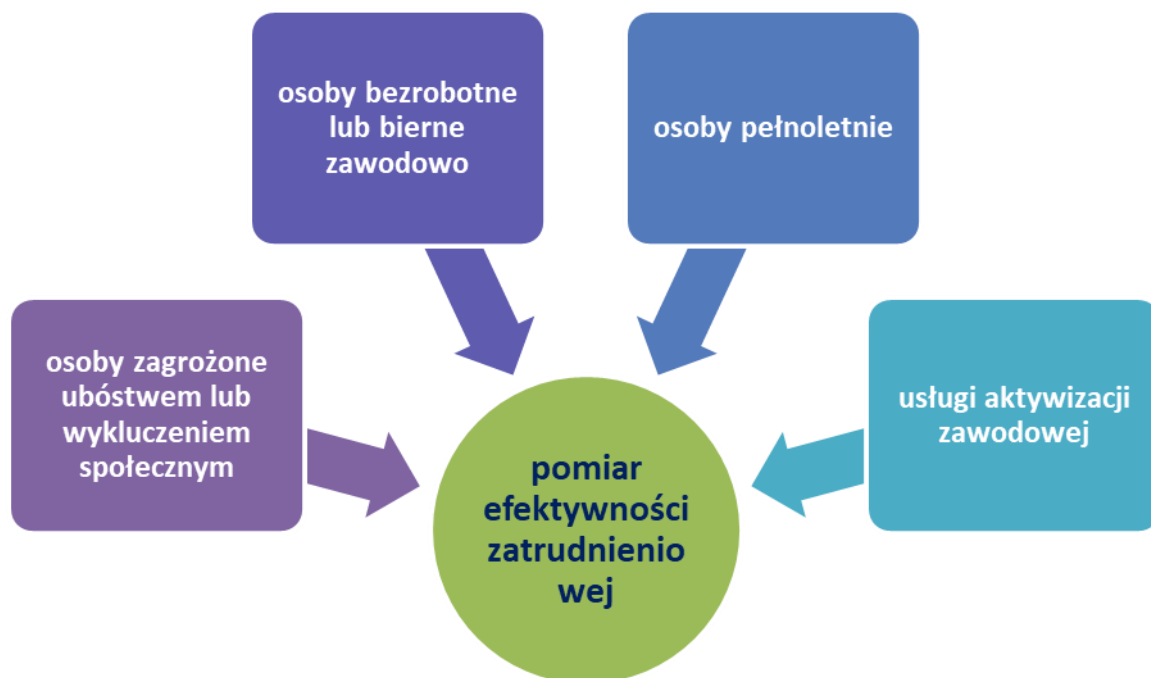 osoby bezrobotne
lub bierne
zawodowo
osoby pełnoletnie
osoby zagrożone
ubóstwem lub
wykluczeniem
społecznym
usługi aktywizacji
zawodowej
pomiar
efektywności
zatrudnienio
wej